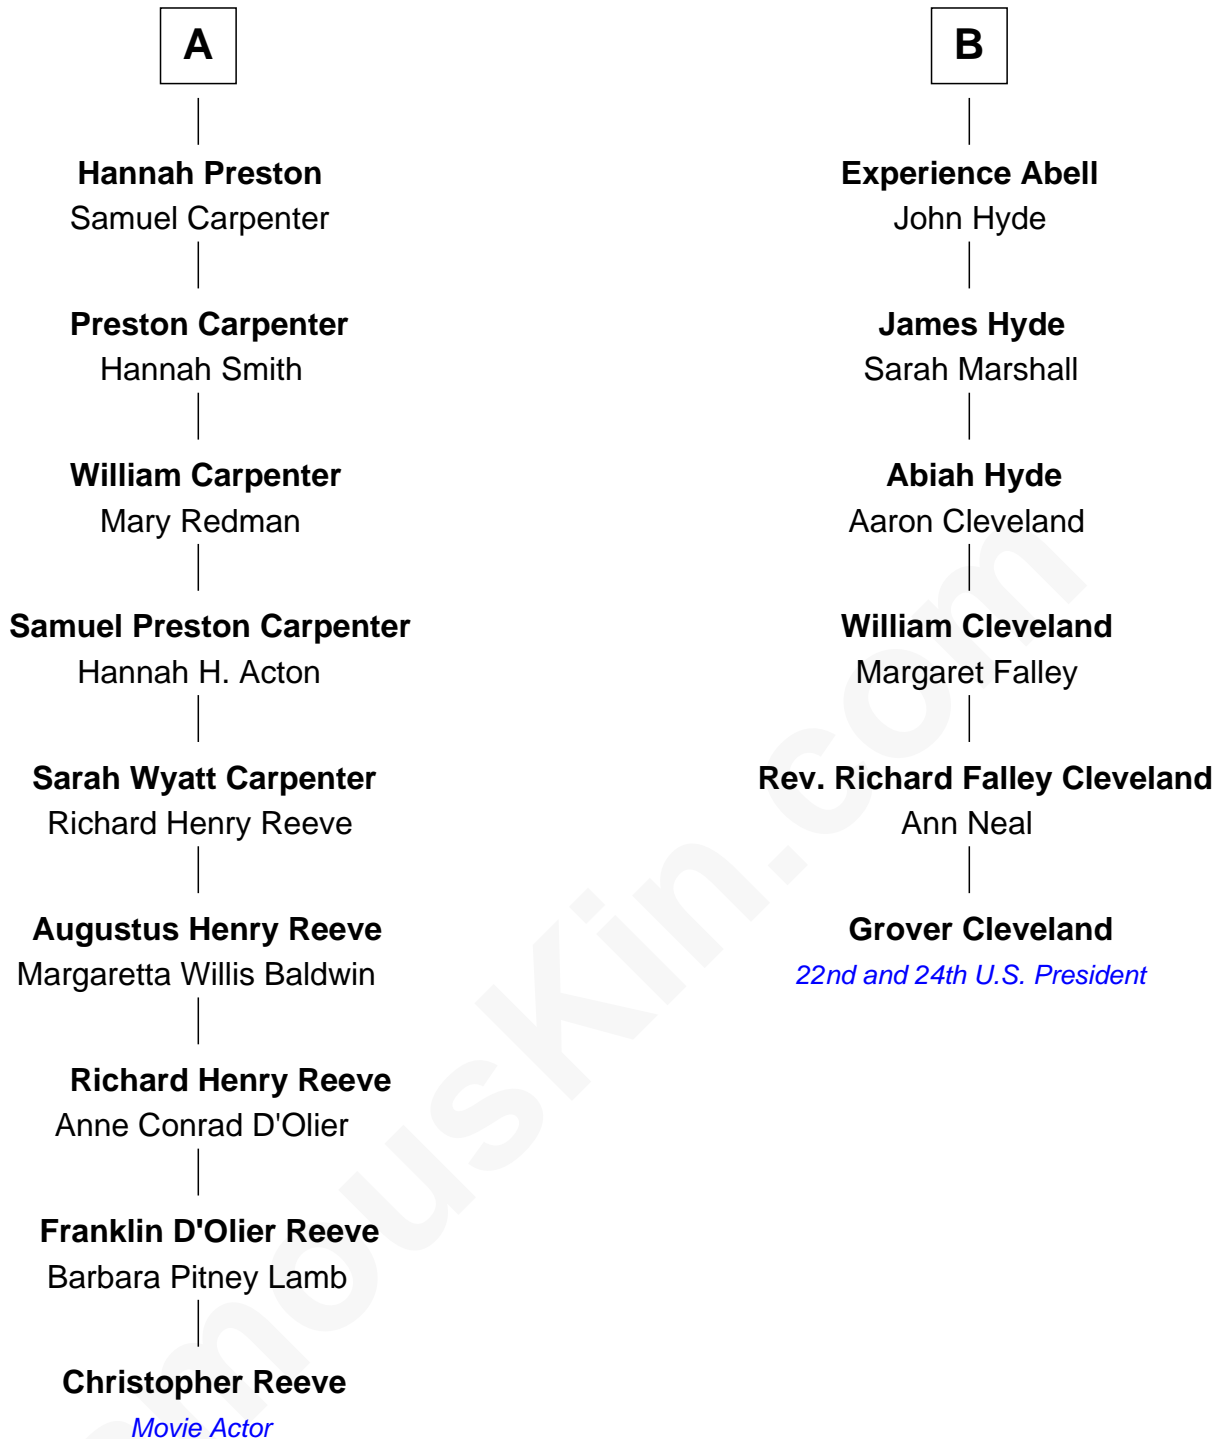 A
Hannah Preston
Samuel Carpenter
Preston Carpenter
Hannah Smith
William Carpenter
Mary Redman
Samuel Preston Carpenter
Hannah H. Acton
Sarah Wyatt Carpenter
Richard Henry Reeve
Augustus Henry Reeve
Margaretta Willis Baldwin
Richard Henry Reeve
Anne Conrad D'Olier
Franklin D'Olier Reeve
Barbara Pitney Lamb
Christopher Reeve
Movie Actor
B
Experience Abell
John Hyde
James Hyde
Sarah Marshall
Abiah Hyde
Aaron Cleveland
William Cleveland
Margaret Falley
Rev. Richard Falley Cleveland
Ann Neal
Grover Cleveland
22nd and 24th U.S. President
mousKin.com